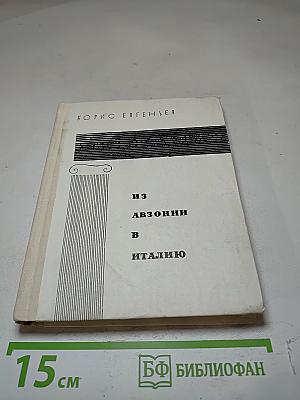 БОРИС ЕВГЕНЬЕВ
ИЗ
АВЗОНИИ
В
ИТАЛИЮ
15 СМ
БФ БИБЛИОФАН